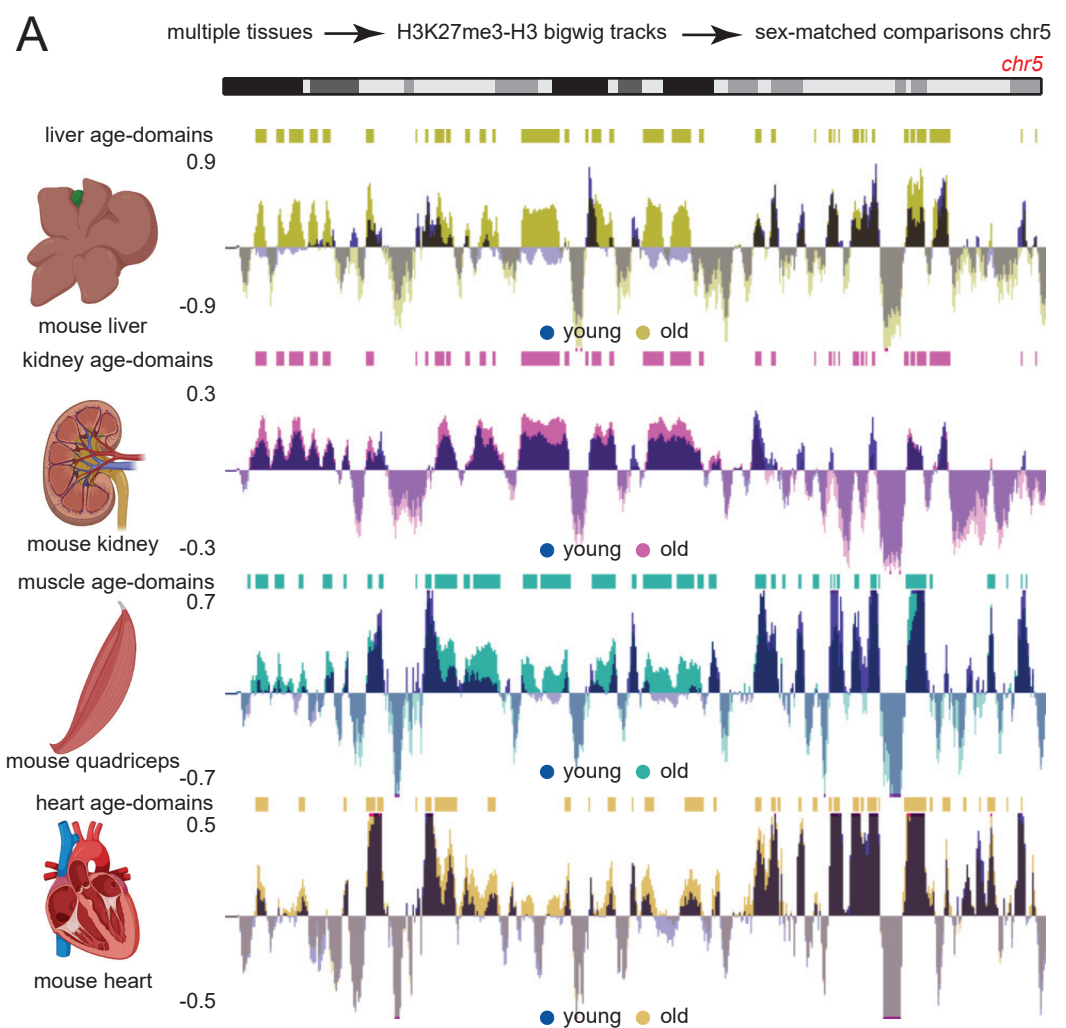 A
multiple tissues H3K27me3-H3 bigwig tracks sex-matched comparisons chr5
chr5
liver age-domains
0.9
-0.9
mouse liver
young old
kidney age-domains
0.3
mouse kidney
-0.3
young old
muscle age-domains
0.7
mouse quadriceps
-0.7
young old
heart age-domains
0.5
mouse heart
-0.5
young old